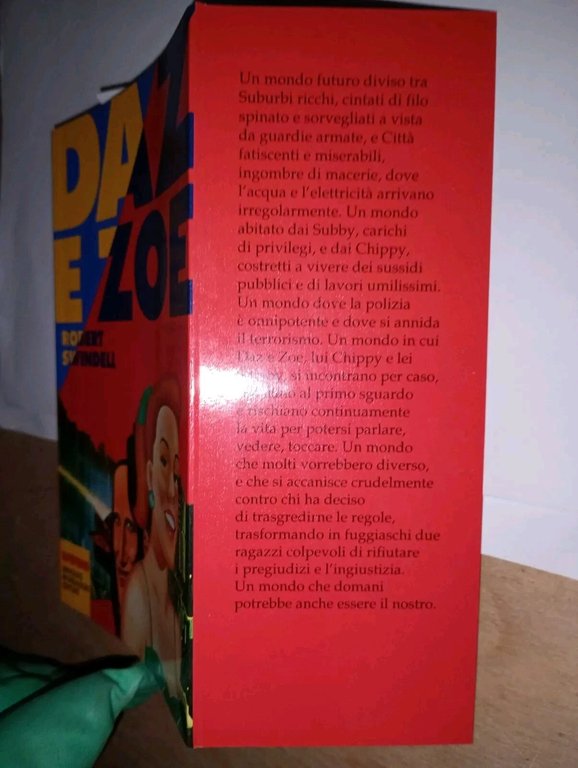 DAZ
E ZOE
ROBERT
SWINDELL
Un mondo futuro diviso tra
Suburbi ricchi, cintati di filo
spinato e sorvegliati a vista
da guardie armate, e Città
fatiscenti e miserabili,
ingombre di macerie, dove
l'acqua e l'elettricità arrivano
irregolarmente. Un mondo
abitato dai Subby, carichi
di privilegi, e dai Chippy,
costretti a vivere dei sussidi
pubblici e di lavori umilissimi.
Un mondo dove la polizia
è onnipotente e dove si annida
il terrorismo. Un mondo in cui
Daz e Zoe, lui Chippy e lei
si incontrano per caso,
al primo sguardo
e rischiano continuamente
la vita per potersi parlare,
vedere, toccare. Un mondo
che molti vorrebbero diverso,
e che si accanisce crudelmente
contro chi ha deciso
di trasgredirne le regole,
trasformando in fuggiaschi due
ragazzi colpevoli di rifiutare
i pregiudizi e l'ingiustizia.
Un mondo che domani
potrebbe anche essere il nostro.